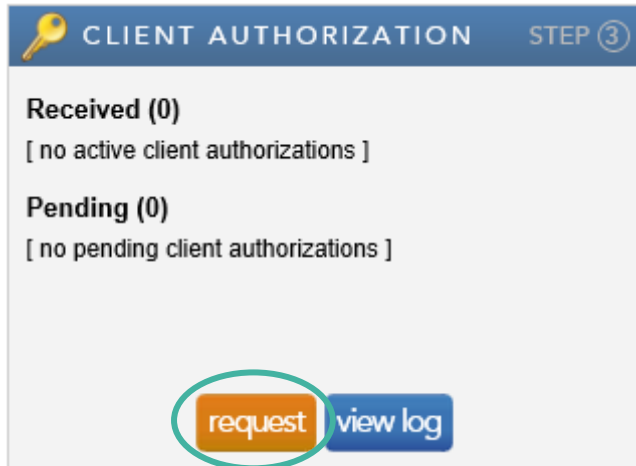 CLIENT AUTHORIZATION STEP 3
Received (0)
[ no active client authorizations ]
Pending (0)
[ no pending client authorizations ]
request view log